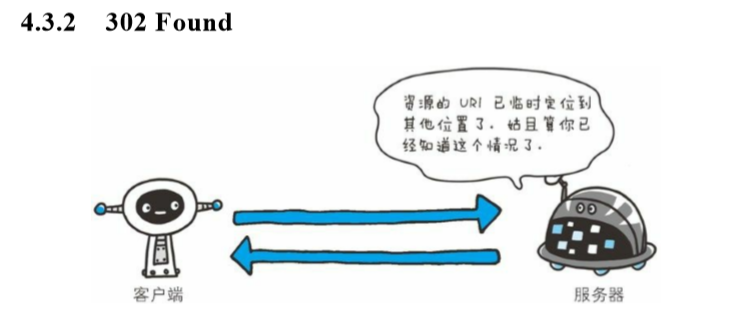 4.3.2 302 Found
资源的 URI 已临时定位到
其他位置了，姑且算你已
经知道这个情况了．
客户端
服务器